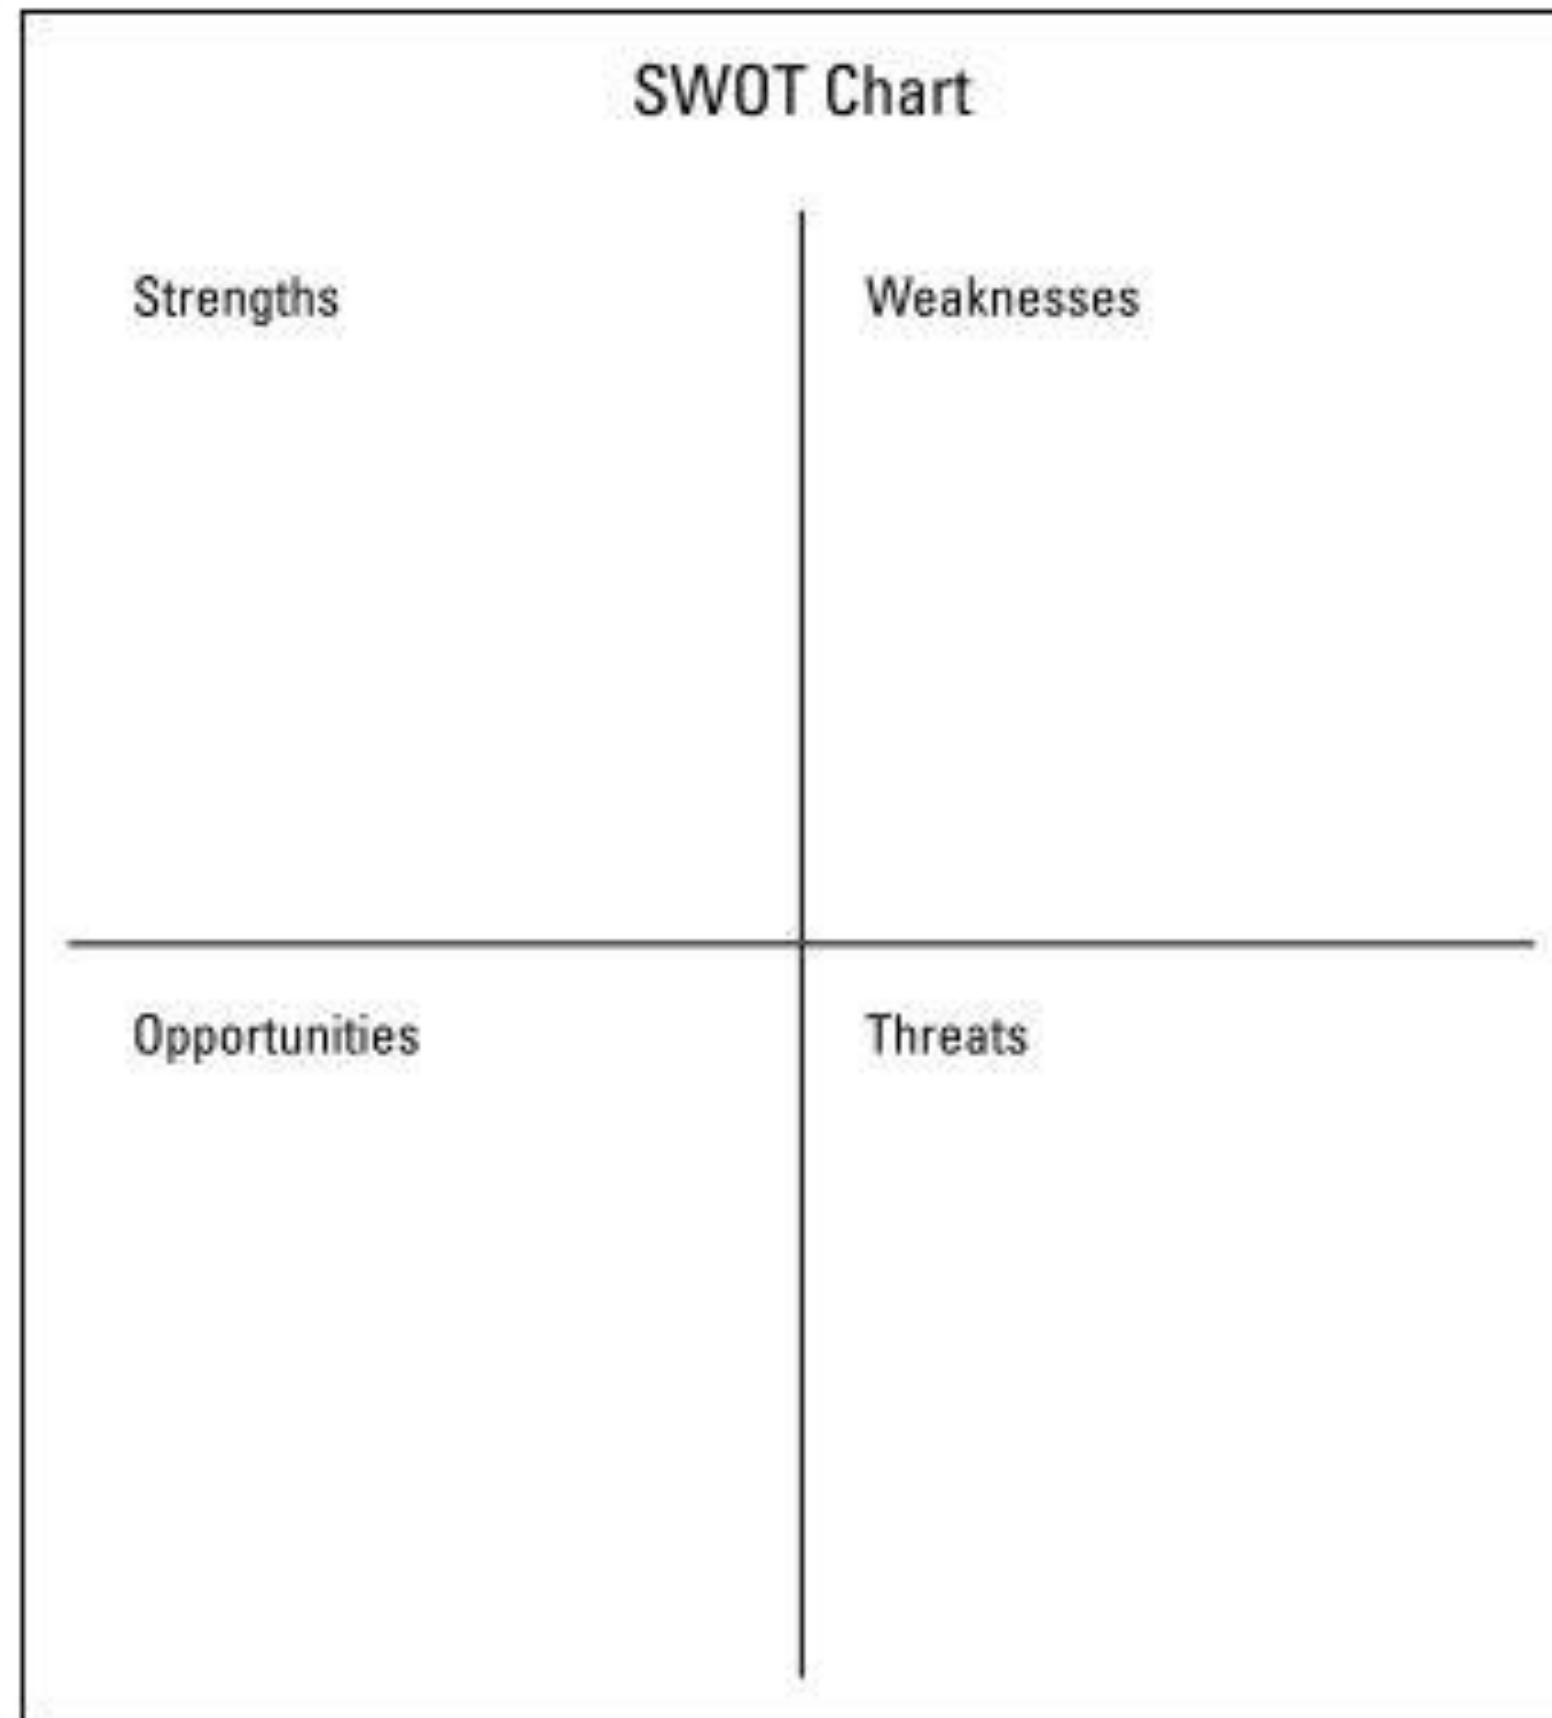 SWOT Chart
Strengths
Weaknesses
Opportunities
Threats